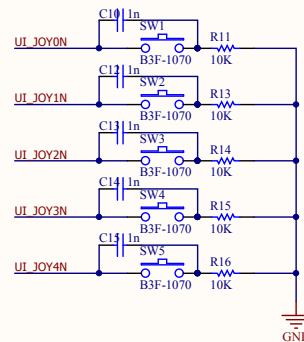 C10 1n
SW1
R11
UI_JOY0N
B3F-1070
10K
C12 1n
SW2
R13
UI_JOY1N
B3F-1070
10K
C13 1n
SW3
R14
UI_JOY2N
B3F-1070
10K
C14 1n
SW4
R15
UI_JOY3N
B3F-1070
10K
C15 1n
SW5
R16
UI_JOY4N
B3F-1070
10K
GND